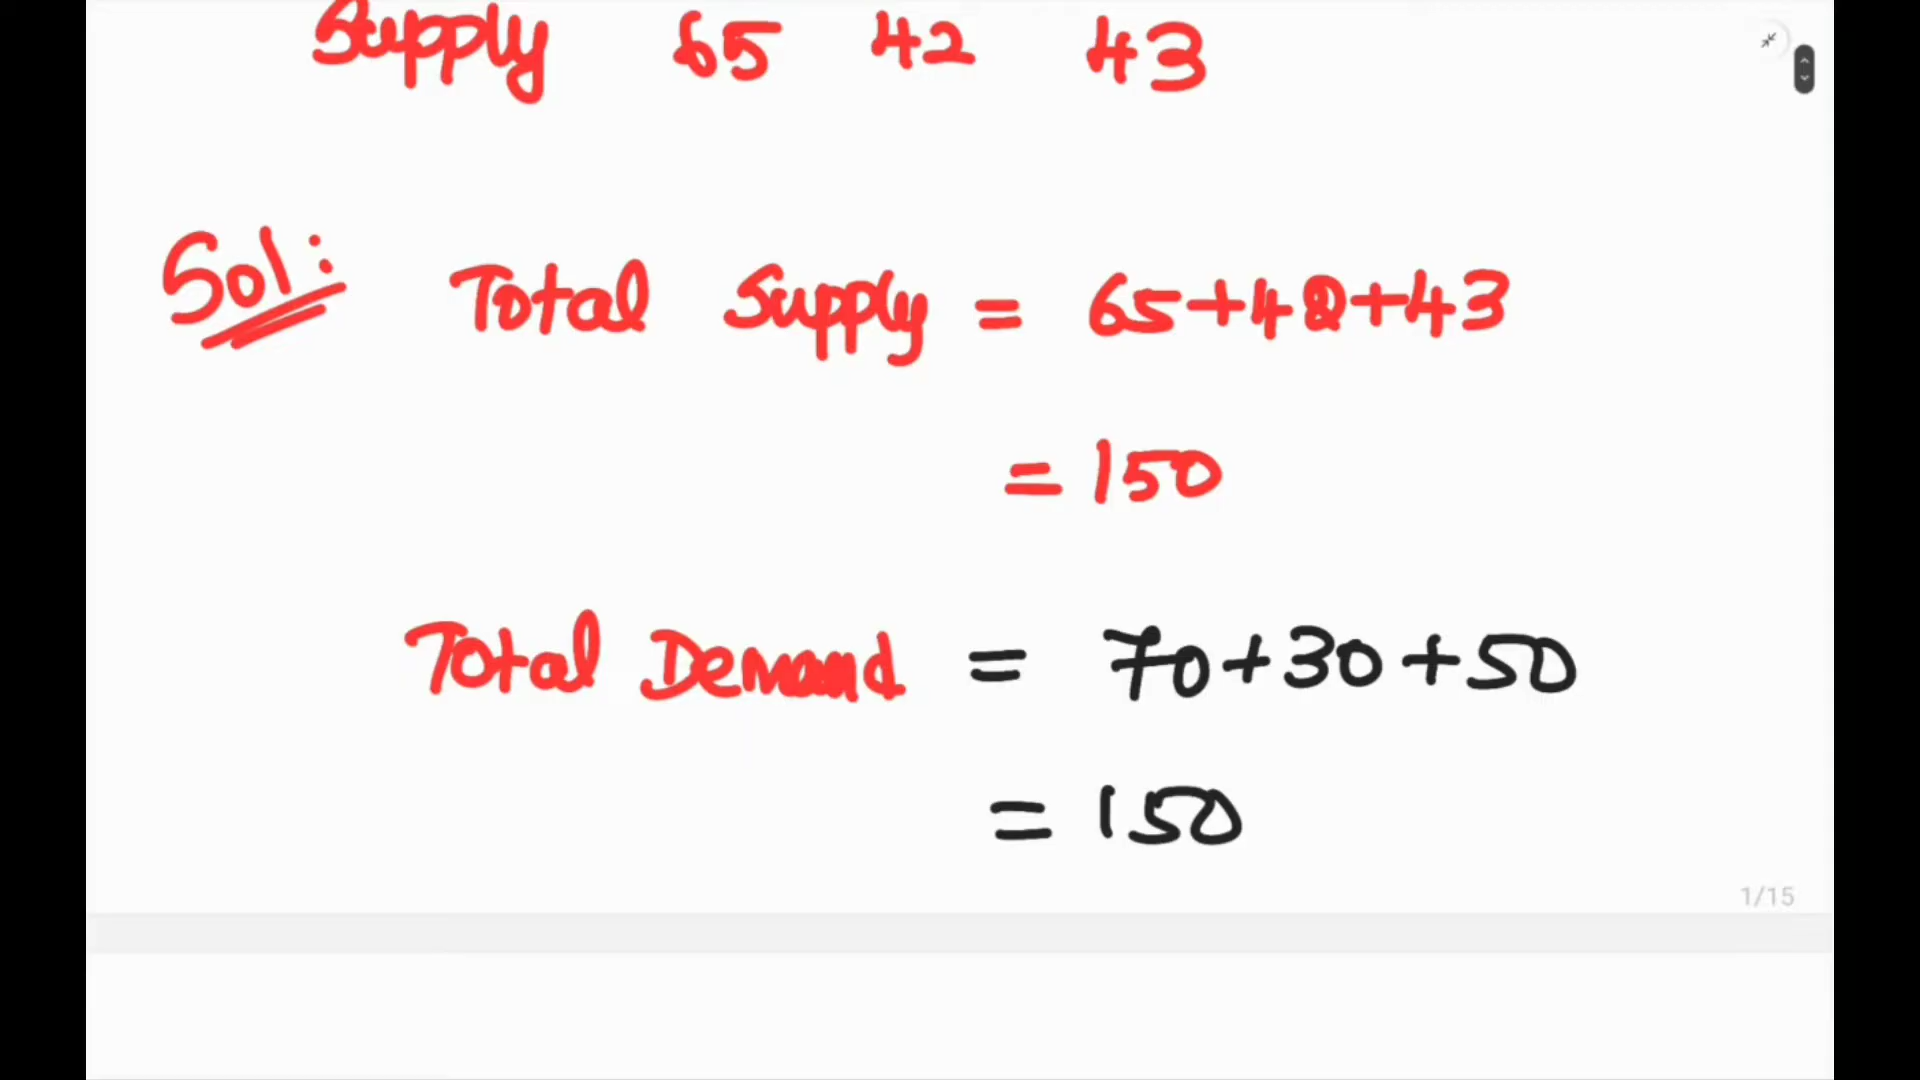 Supply 65 42 43
Sol: Total Supply = 65+42+43
= 150
Total Demand = 70+30+50
= 150
1/15